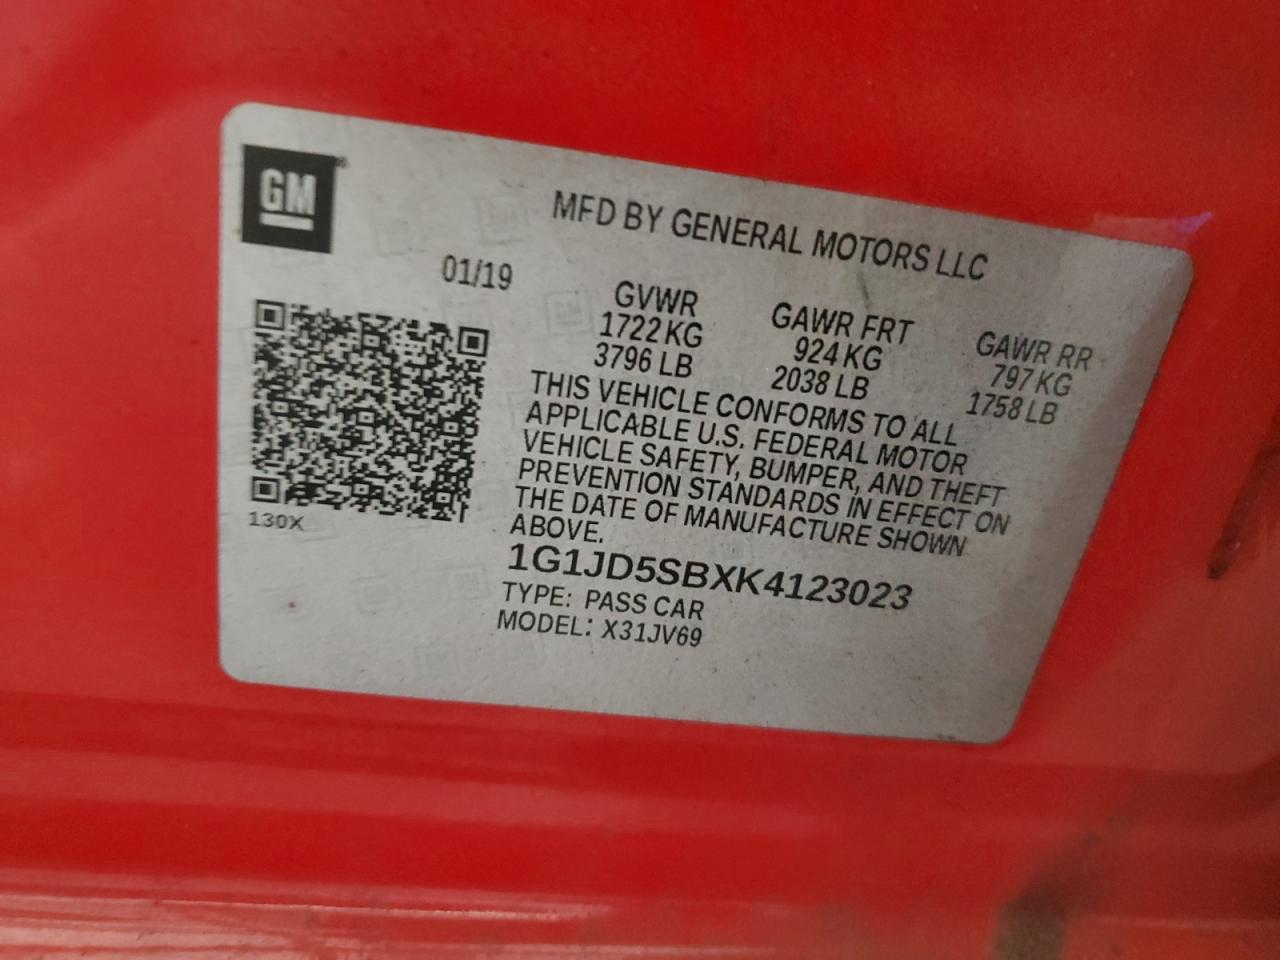 GM
MFD BY GENERAL MOTORS LLC
01/19
GVWR GAWR FRT GAWR RR
1722 KG 924 KG 797 KG
3796 LB 2038 LB 1758 LB
THIS VEHICLE CONFORMS TO ALL
APPLICABLE U.S. FEDERAL MOTOR
VEHICLE SAFETY, BUMPER, AND THEFT
PREVENTION STANDARDS IN EFFECT ON
THE DATE OF MANUFACTURE SHOWN
ABOVE.
130X
1G1JD5SBXK4123023
TYPE: PASS CAR
MODEL: X31JV69